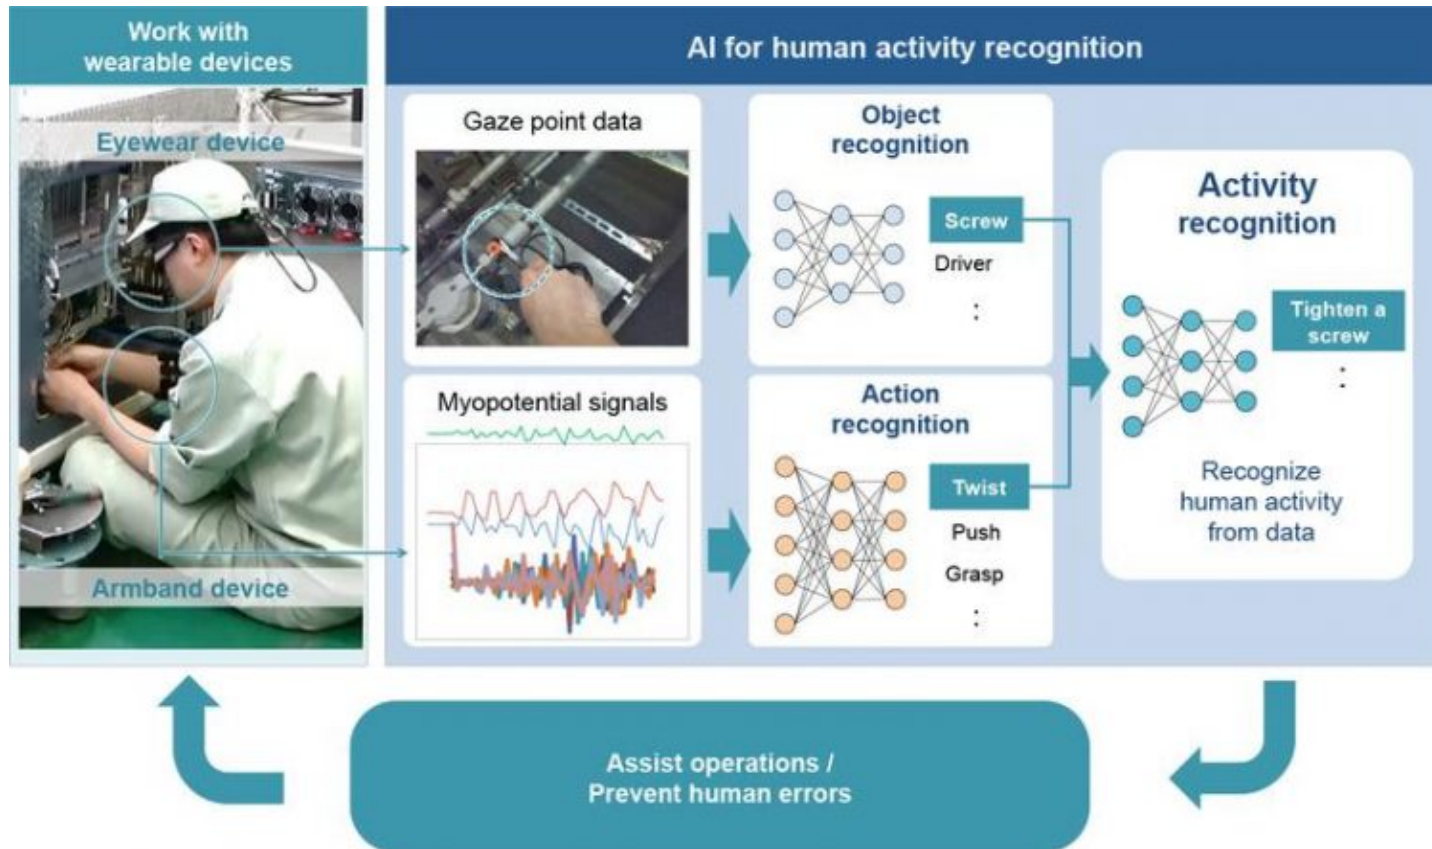 Work with
wearable devices
Eyewear device
Armband device
AI for human activity recognition
Gaze point data
Object
recognition
Screw
Driver
:
Myopotential signals
Action
recognition
Twist
Push
Grasp
:
Activity
recognition
Tighten a
screw
:
Recognize
human activity
from data
Assist operations /
Prevent human errors